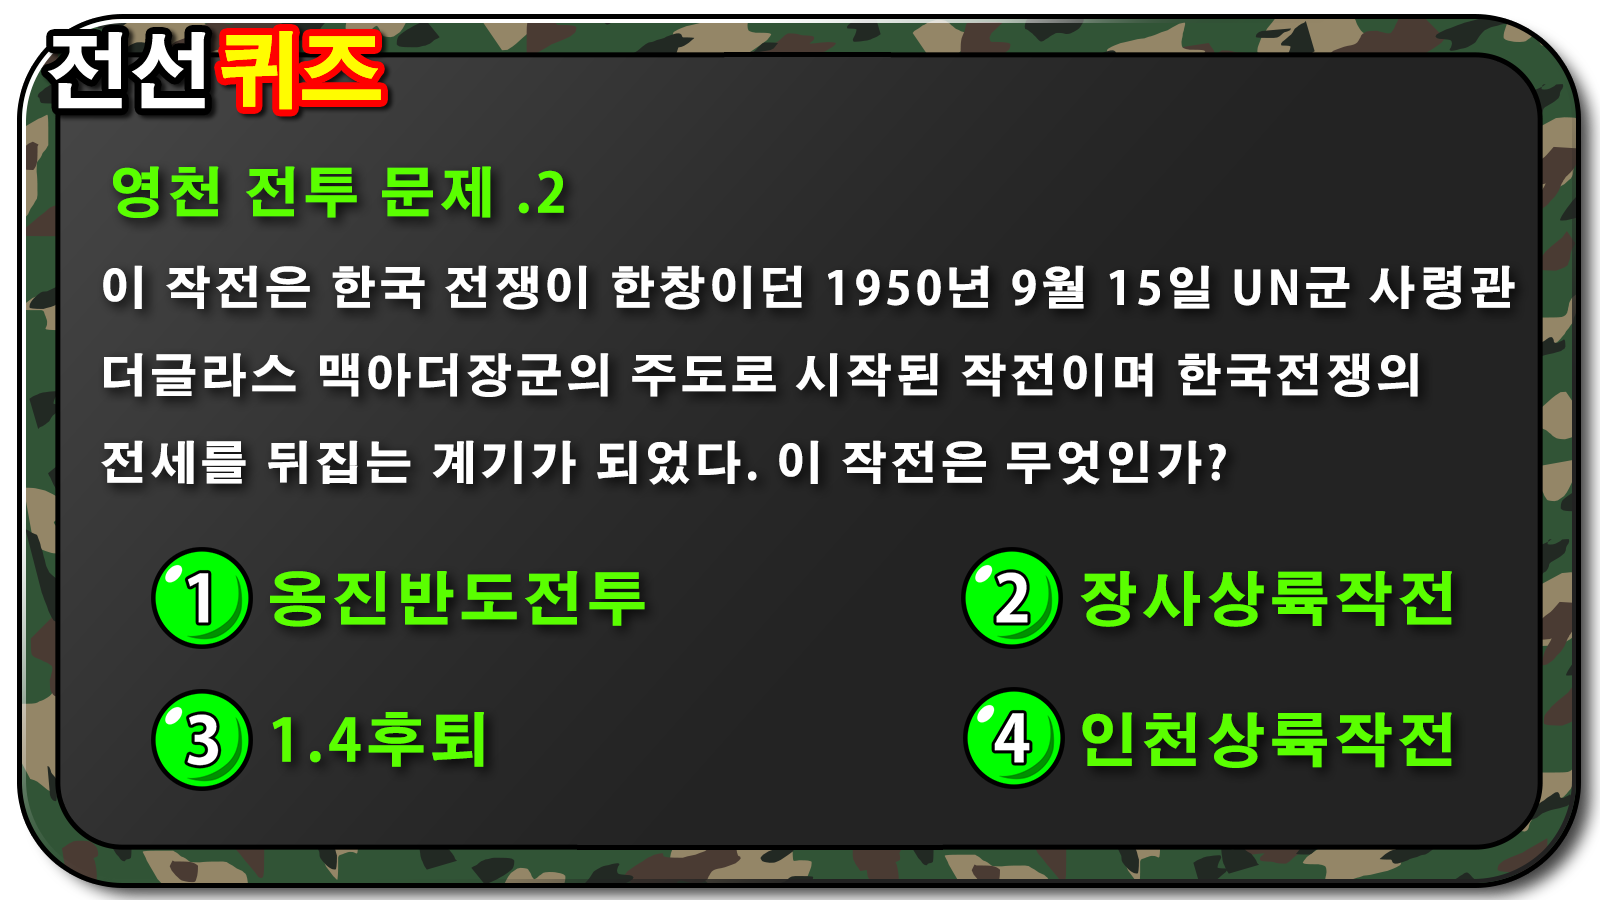 전선퀴즈
영천 전투 문제 .2
이 작전은 한국 전쟁이 한창이던 1950년 9월 15일 UN군 사령관
더글라스 맥아더장군의 주도로 시작된 작전이며 한국전쟁의
전세를 뒤집는 계기가 되었다. 이 작전은 무엇인가?
1 옹진반도전투
2 장사상륙작전
3 1.4후퇴
4 인천상륙작전